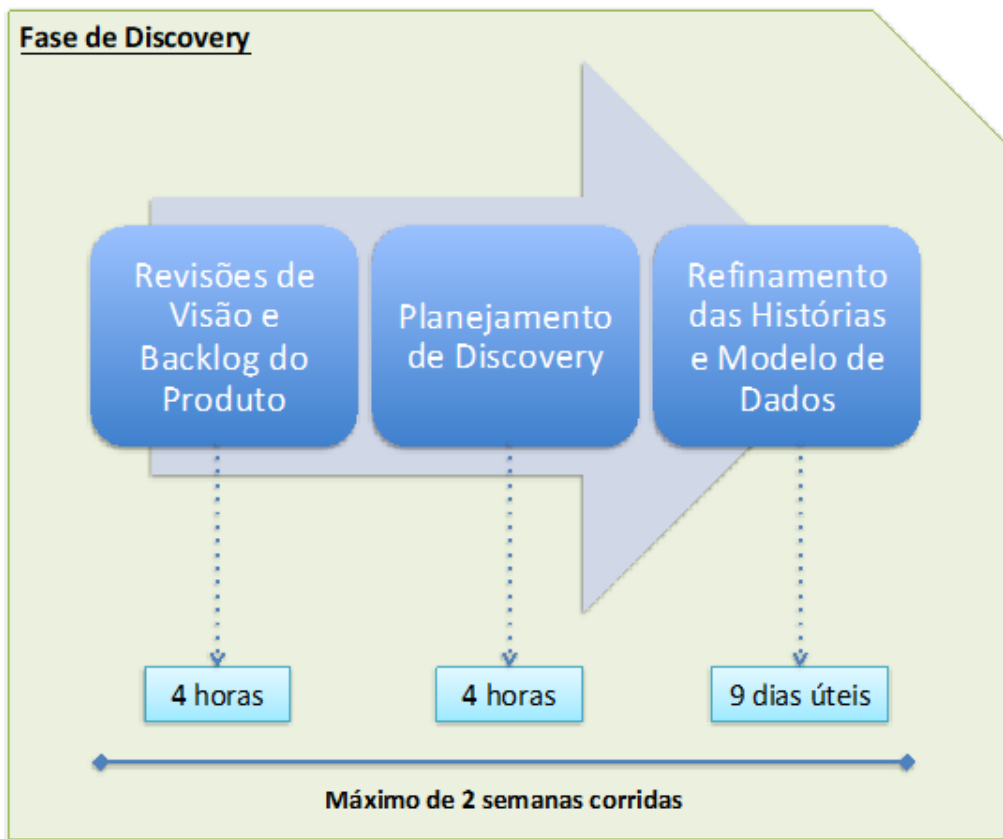 Fase de Discovery
Revisões de
Visão e
Backlog do
Produto
Planejamento
de Discovery
Refinamento
das Histórias
e Modelo de
Dados
4 horas
4 horas
9 dias úteis
Máximo de 2 semanas corridas